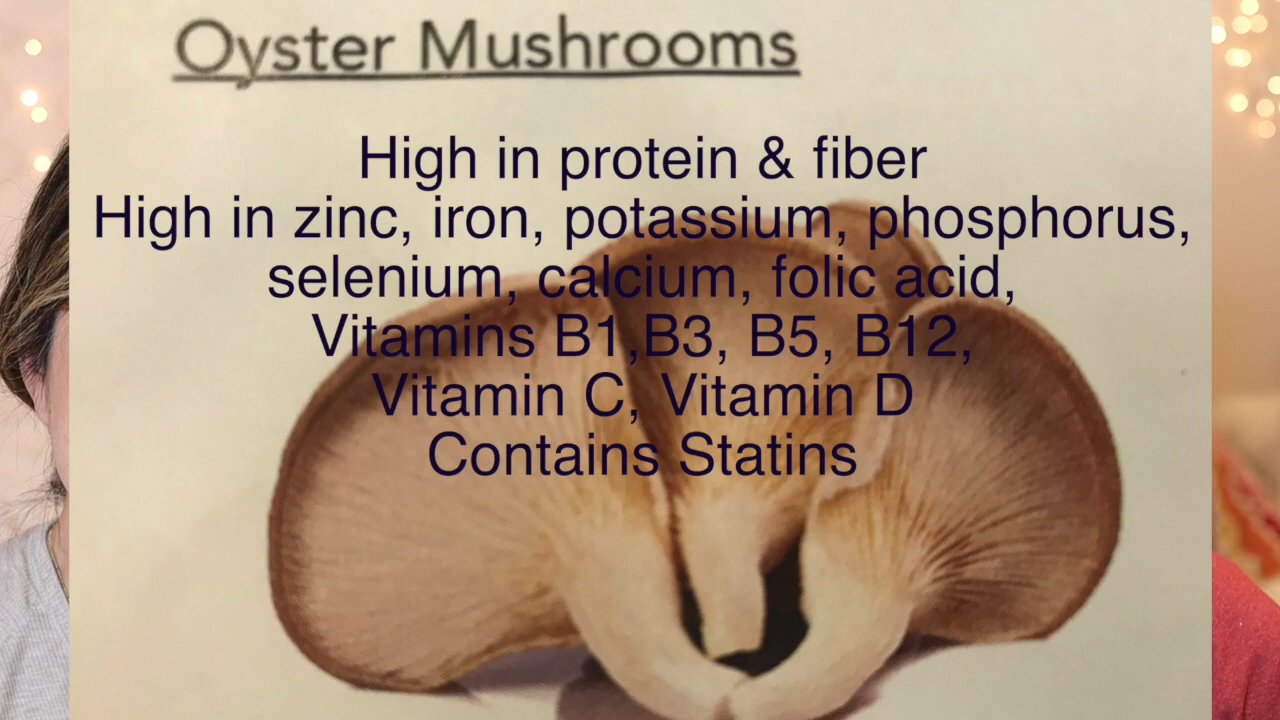 Oyster Mushrooms
High in protein & fiber
High in zinc, iron, potassium, phosphorus,
selenium, calcium, folic acid,
Vitamins B1,B3, B5, B12,
Vitamin C, Vitamin D
Contains Statins